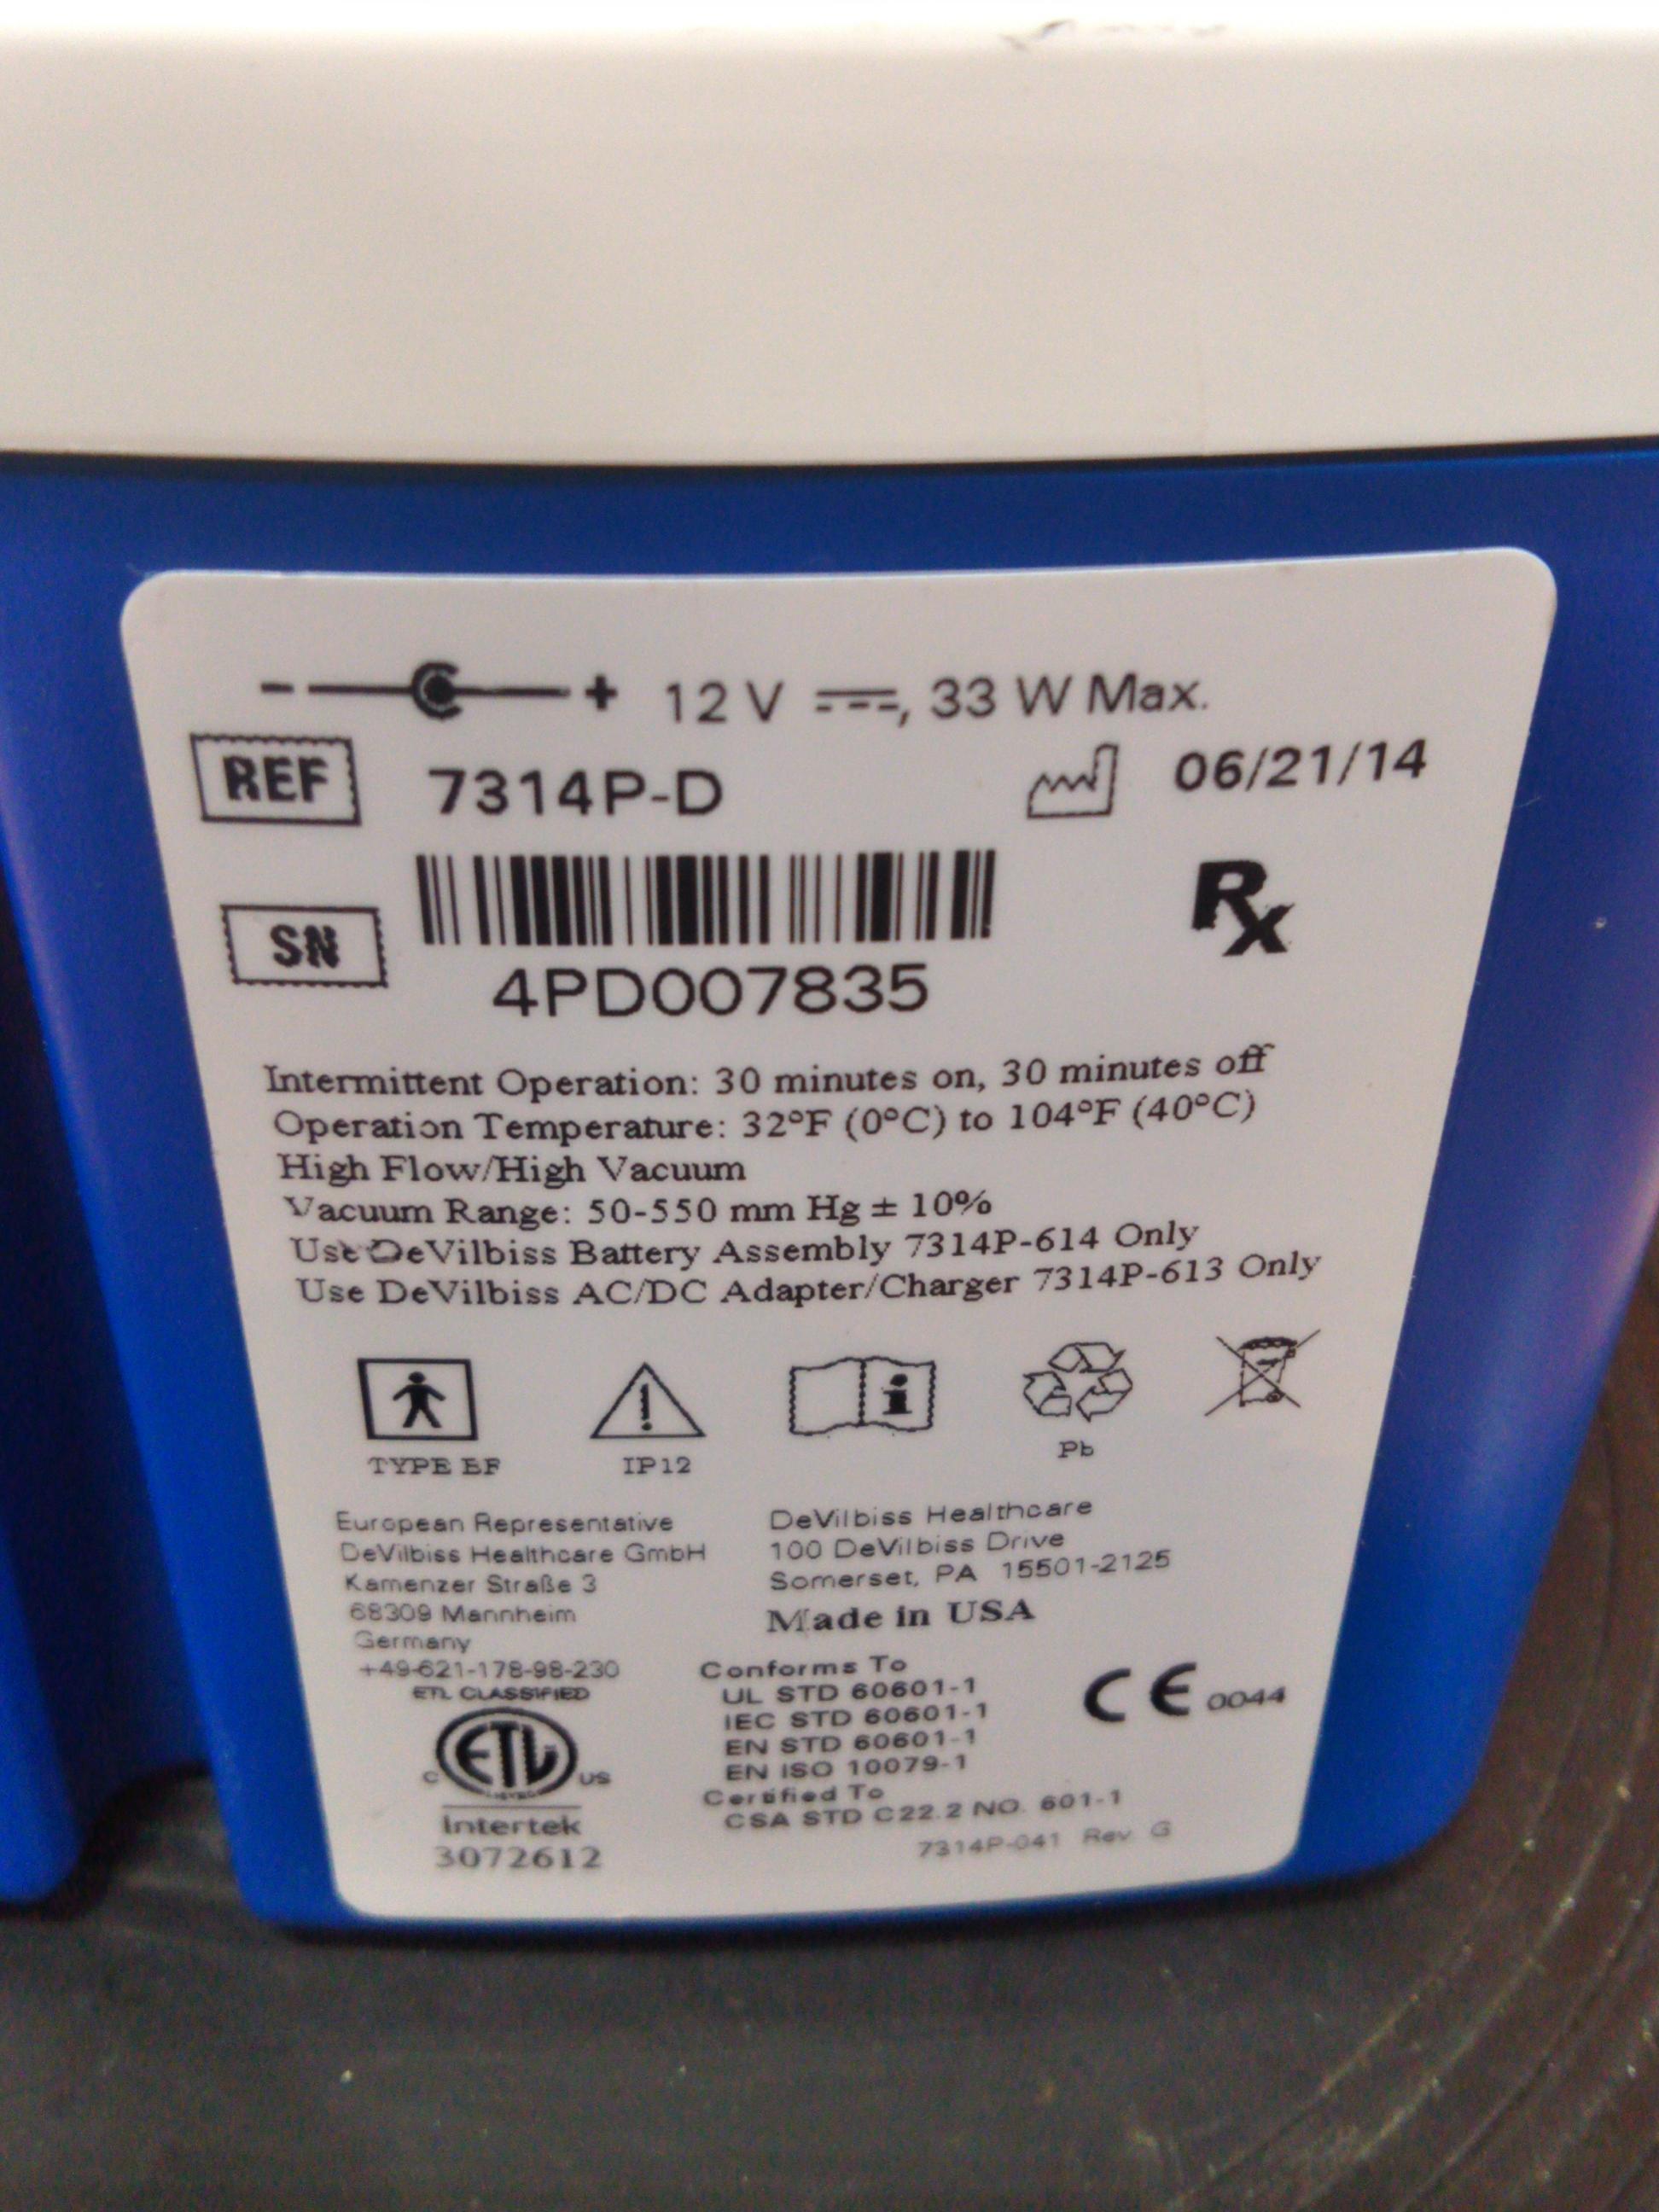 - + 12 V ⎓, 33 W Max.
REF 7314P-D 06/21/14
Rx
SN
4PD007835
Intermittent Operation: 30 minutes on, 30 minutes off
Operation Temperature: 32°F (0°C) to 104°F (40°C)
High Flow/High Vacuum
Vacuum Range: 50-550 mm Hg ± 10%
Use DeVilbiss Battery Assembly 7314P-614 Only
Use DeVilbiss AC/DC Adapter/Charger 7314P-613 Only
TYPE BF
IP12
Pb
European Representative
DeVilbiss Healthcare GmbH
Kamenzer Straße 3
68309 Mannheim
Germany
+49-621-178-98-230
DeVilbiss Healthcare
100 DeVilbiss Drive
Somerset, PA 15501-2125
Made in USA
ETL CLASSIFIED
C ETL US
Intertek
3072612
Conforms To
UL STD 60601-1
IEC STD 60601-1
EN STD 60601-1
EN ISO 10079-1
Certified To
CSA STD C22.2 NO. 601-1
CE 0044
7314P-041 Rev G